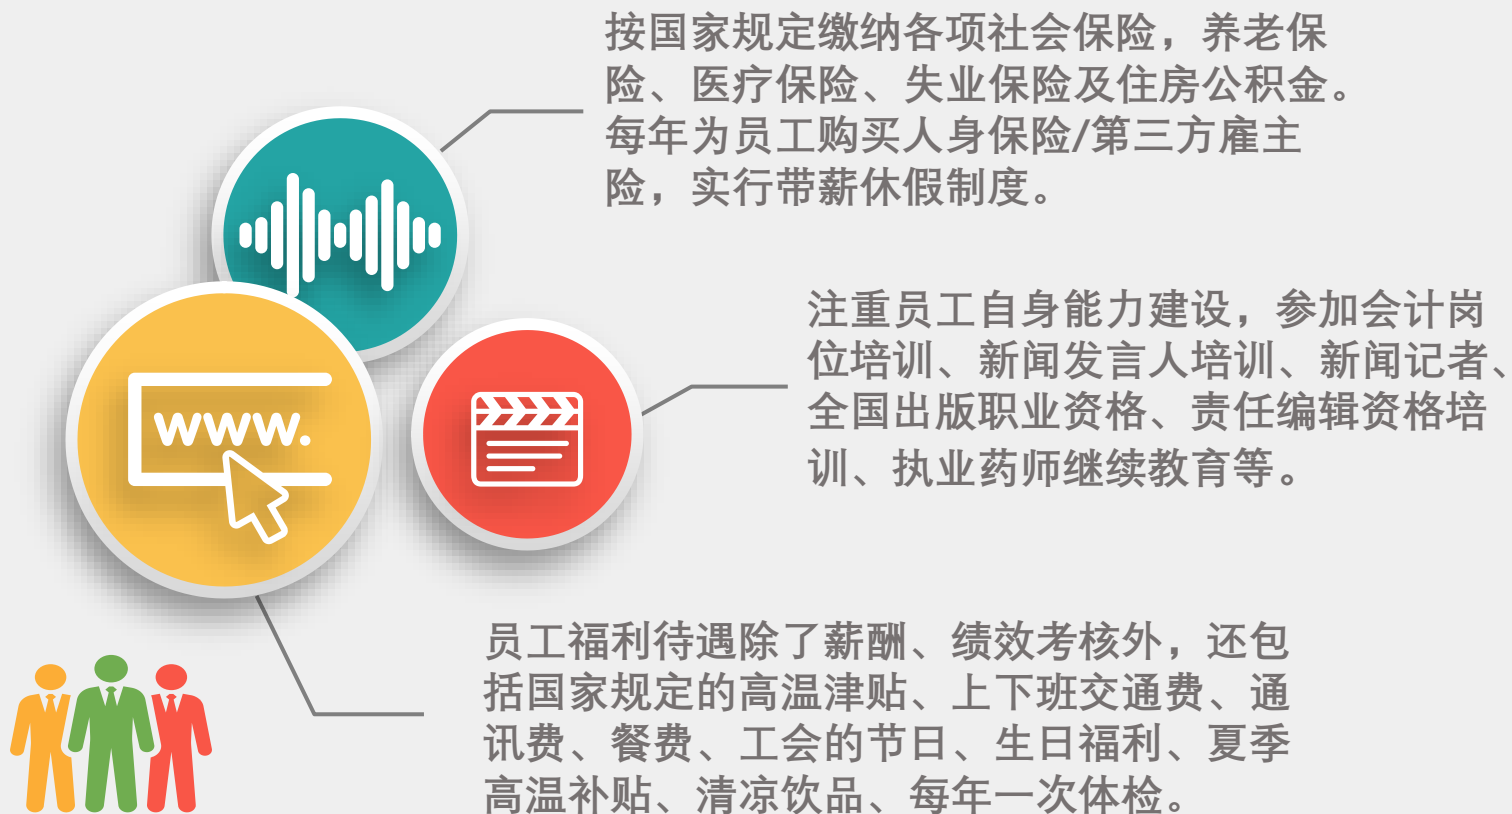 按国家规定缴纳各项社会保险，养老保
险、医疗保险、失业保险及住房公积金。
每年为员工购买人身保险/第三方雇主
险，实行带薪休假制度。
注重员工自身能力建设，参加会计岗
位培训、新闻发言人培训、新闻记者、
全国出版职业资格、责任编辑资格培
训、执业药师继续教育等。
www.
员工福利待遇除了薪酬、绩效考核外，还包
括国家规定的高温津贴、上下班交通费、通
讯费、餐费、工会的节日、生日福利、夏季
高温补贴、清凉饮品、每年一次体检。